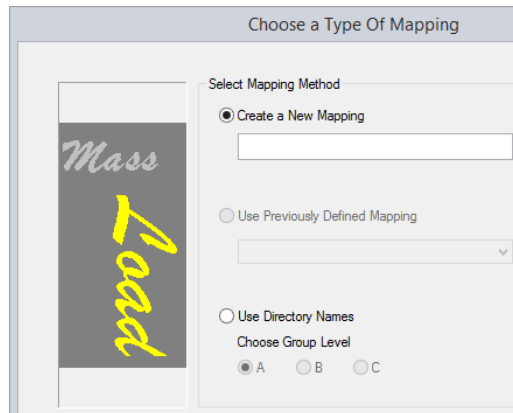 Choose a Type Of Mapping
Mass
Load
Select Mapping Method
Create a New Mapping
Use Previously Defined Mapping
Use Directory Names
Choose Group Level
A B C